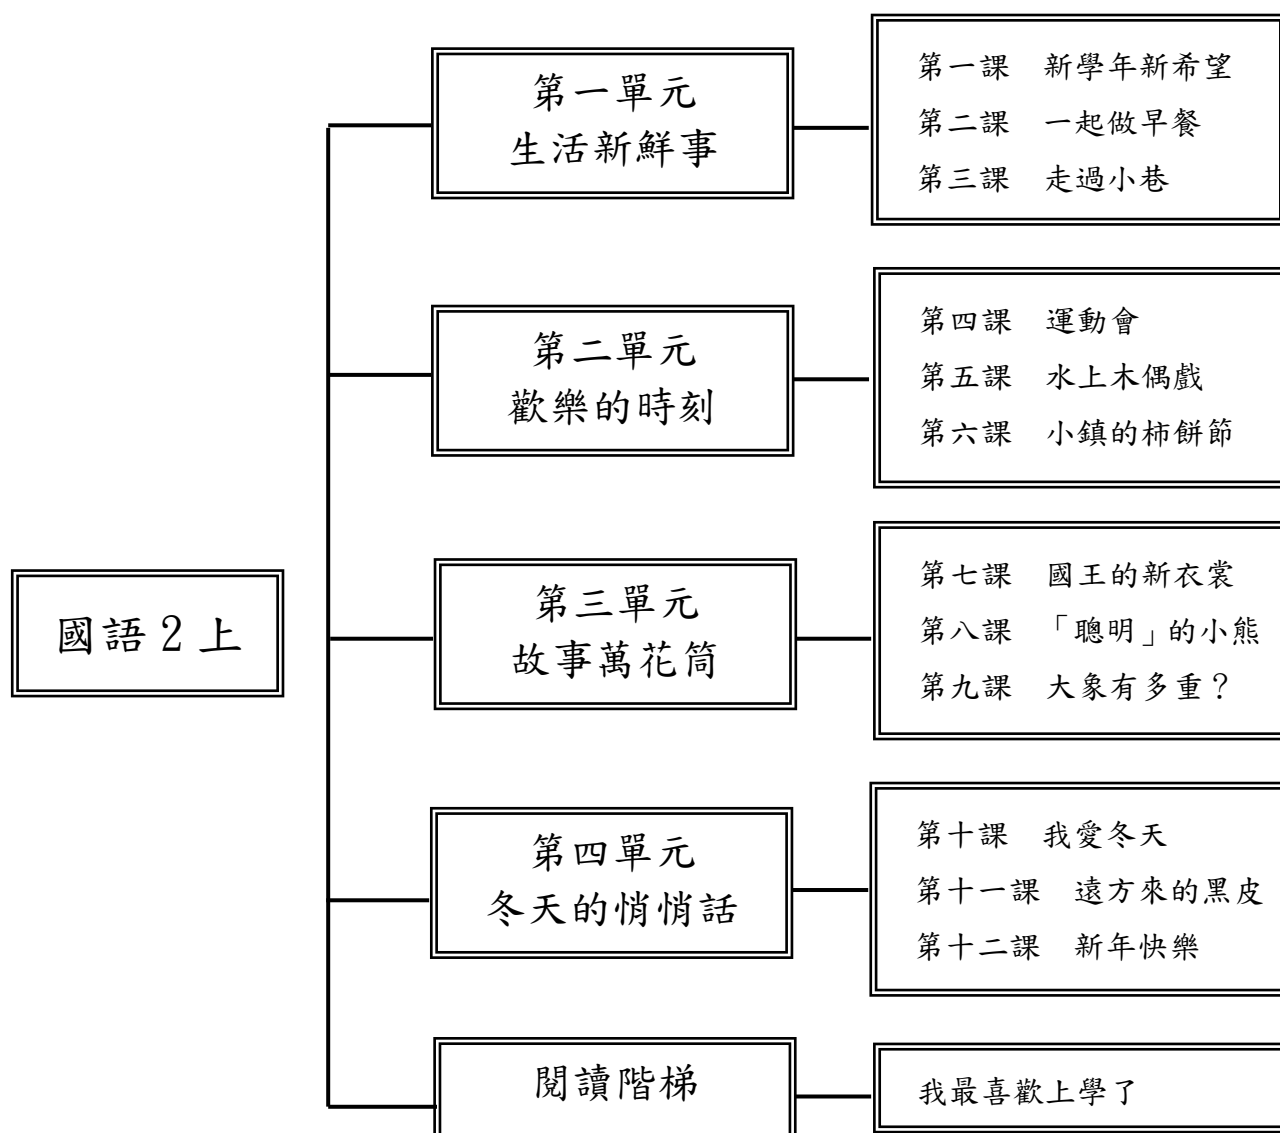 國語2上
第一單元
生活新鮮事
第一課　新學年新希望
第二課　一起做早餐
第三課　走過小巷
第二單元
歡樂的時刻
第四課　運動會
第五課　水上木偶戲
第六課　小鎮的柿餅節
第三單元
故事萬花筒
第七課　國王的新衣裳
第八課　「聰明」的小熊
第九課　大象有多重？
第四單元
冬天的悄悄話
第十課　我愛冬天
第十一課　遠方來的黑皮
第十二課　新年快樂
閱讀階梯
我最喜歡上學了